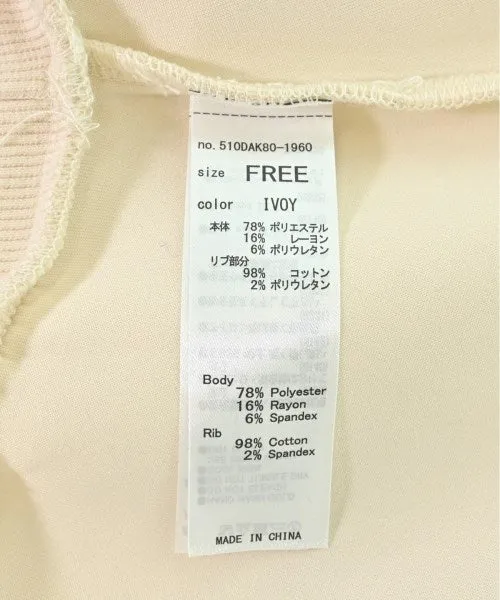 no. 510DAK80-1960
size FREE
color IVOY
本体 78% ポリエステル
16% レーヨン
6% ポリウレタン
リブ部分
98% コットン
2% ポリウレタン
Body
78% Polyester
16% Rayon
6% Spandex
Rib
98% Cotton
2% Spandex
MADE IN CHINA